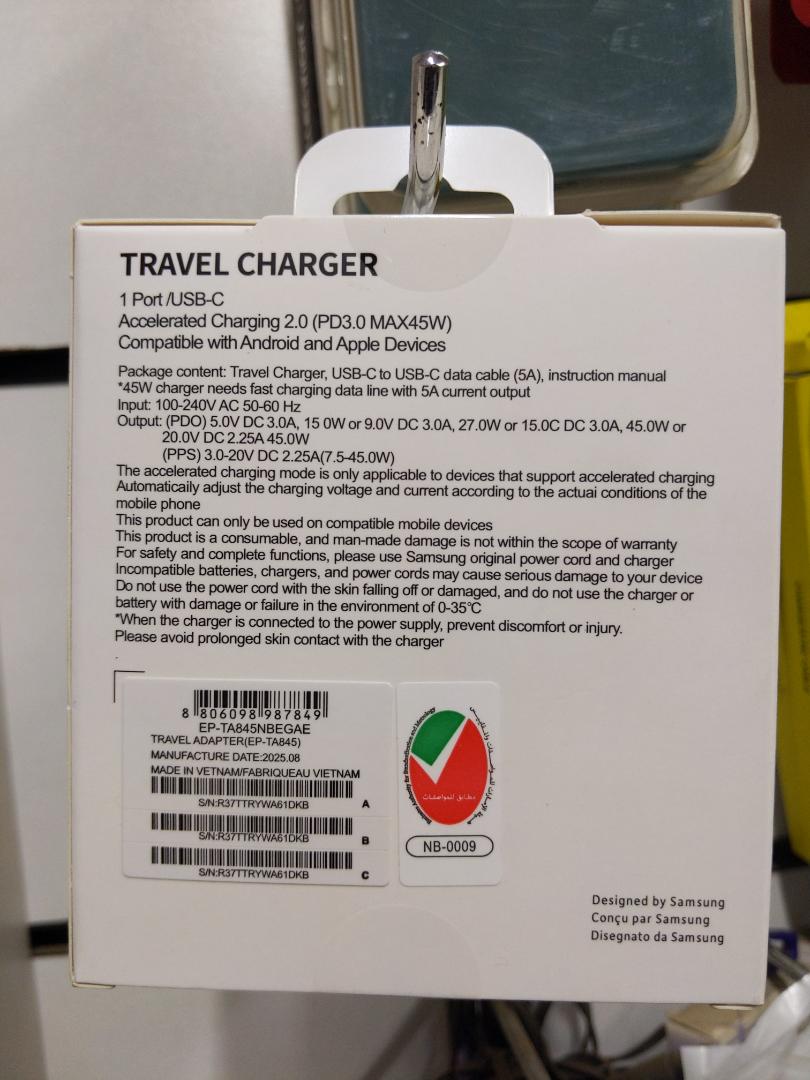 TRAVEL CHARGER
1 Port /USB-C
Accelerated Charging 2.0 (PD3.0 MAX45W)
Compatible with Android and Apple Devices
Package content: Travel Charger, USB-C to USB-C data cable (5A), instruction manual
*45W charger needs fast charging data line with 5A current output
Input: 100-240V AC 50-60 Hz
Output: (PDO) 5.0V DC 3.0A, 15 0W or 9.0V DC 3.0A, 27.0W or 15.0C DC 3.0A, 45.0W or
20.0V DC 2.25A 45.0W
(PPS) 3.0-20V DC 2.25A(7.5-45.0W)
The accelerated charging mode is only applicable to devices that support accelerated charging
Automatically adjust the charging voltage and current according to the actuai conditions of the
mobile phone
This product can only be used on compatible mobile devices
This product is a consumable, and man-made damage is not within the scope of warranty
For safety and complete functions, please use Samsung original power cord and charger
Incompatible batteries, chargers, and power cords may cause serious damage to your device
Do not use the power cord with the skin falling off or damaged, and do not use the charger or
battery with damage or failure in the environment of 0-35°C
*When the charger is connected to the power supply, prevent discomfort or injury.
Please avoid prolonged skin contact with the charger
8 806098 987849
EP-TA845NBEGAE
TRAVEL ADAPTER(EP-TA845)
MANUFACTURE DATE:2025.08
MADE IN VETNAM/FABRIQUEAU VIETNAM
S/N:R37TTRYWA61DKB A
S/N:R37TTRYWA61DKB B
S/N:R37TTRYWA61DKB C
مطابق للمواصفات
NB-0009
Designed by Samsung
Conçu par Samsung
Disegnato da Samsung